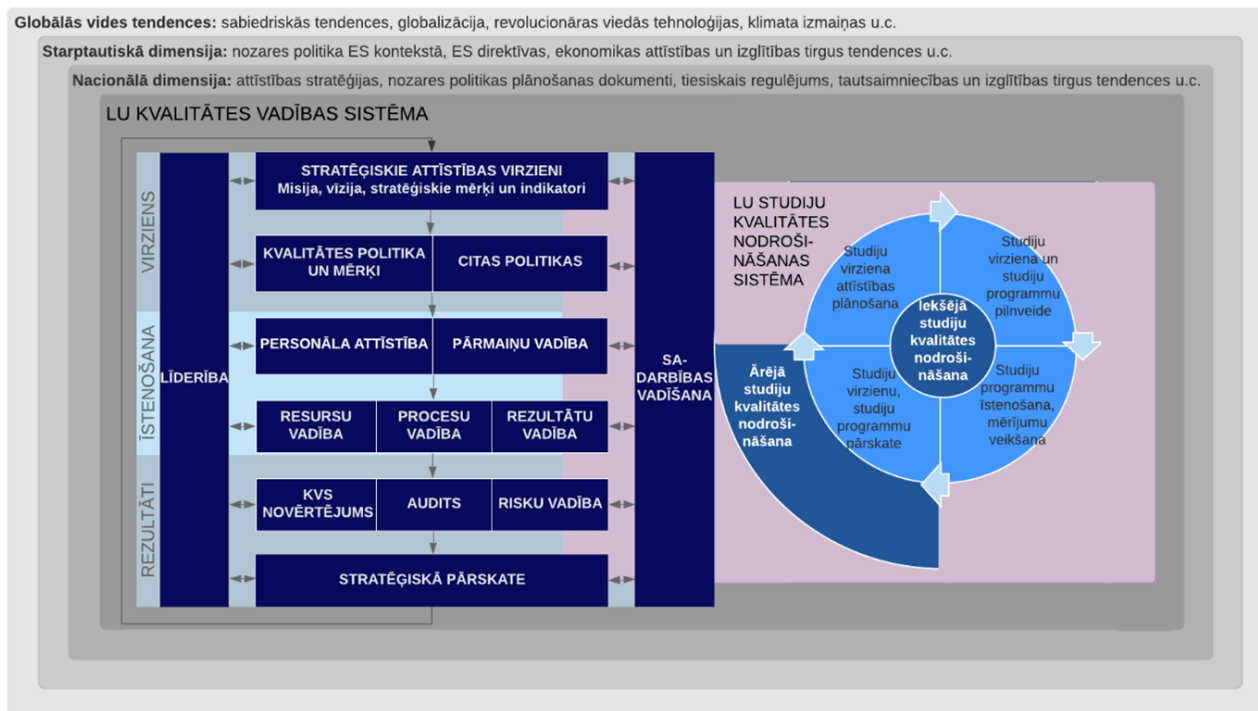 Globālās vides tendences: sabiedriskās tendences, globalizācija, revolucionāras viedās tehnoloģijas, klimata izmaiņas u.c.
Starptautiskā dimensija: nozares politika ES kontekstā, ES direktīvas, ekonomikas attīstības un izglītības tirgus tendences u.c.
Nacionālā dimensija: attīstības stratēģijas, nozares politikas plānošanas dokumenti, tiesiskais regulējums, tautsaimniecības un izglītības tirgus tendences u.c.
LU KVALITĀTES VADĪBAS SISTĒMA
VIRZIENS
ĪSTENOŠANA
REZULTĀTI
LĪDERĪBA
STRATĒĢISKIE ATTĪSTĪBAS VIRZIENI
Misija, vīzija, stratēģiskie mērķi un indikatori
KVALITĀTES POLITIKA
UN MĒRĶI
CITAS POLITIKAS
PERSONĀLA ATTĪSTĪBA
PĀRMAIŅU VADĪBA
RESURSU
VADĪBA
PROCESU
VADĪBA
REZULTĀTU
VADĪBA
KVS
NOVĒRTĒJUMS
AUDITS
RISKU VADĪBA
STRATĒĢISKĀ PĀRSKATE
SA-
DARBĪBAS
VADĪŠANA
LU STUDIJU
KVALITĀTES
NODROŠI-
NĀŠANAS
SISTĒMA
Studiju
virziena
attīstības
plānošana
Studiju
virziena un
studiju
programmu
pilnveide
Iekšējā
studiju
kvalitātes
nodroši-
nāšana
Ārējā
studiju
kvalitātes
nodroši-
nāšana
Studiju
virzienu,
studiju
programmu
pārskate
Studiju
programmu
īstenošana,
mērījumu
veikšana